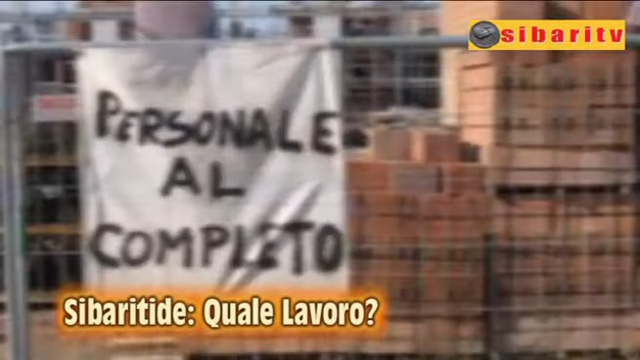 sibaritv
PERSONALE
AL
COMPLETO
Sibaritide: Quale Lavoro?